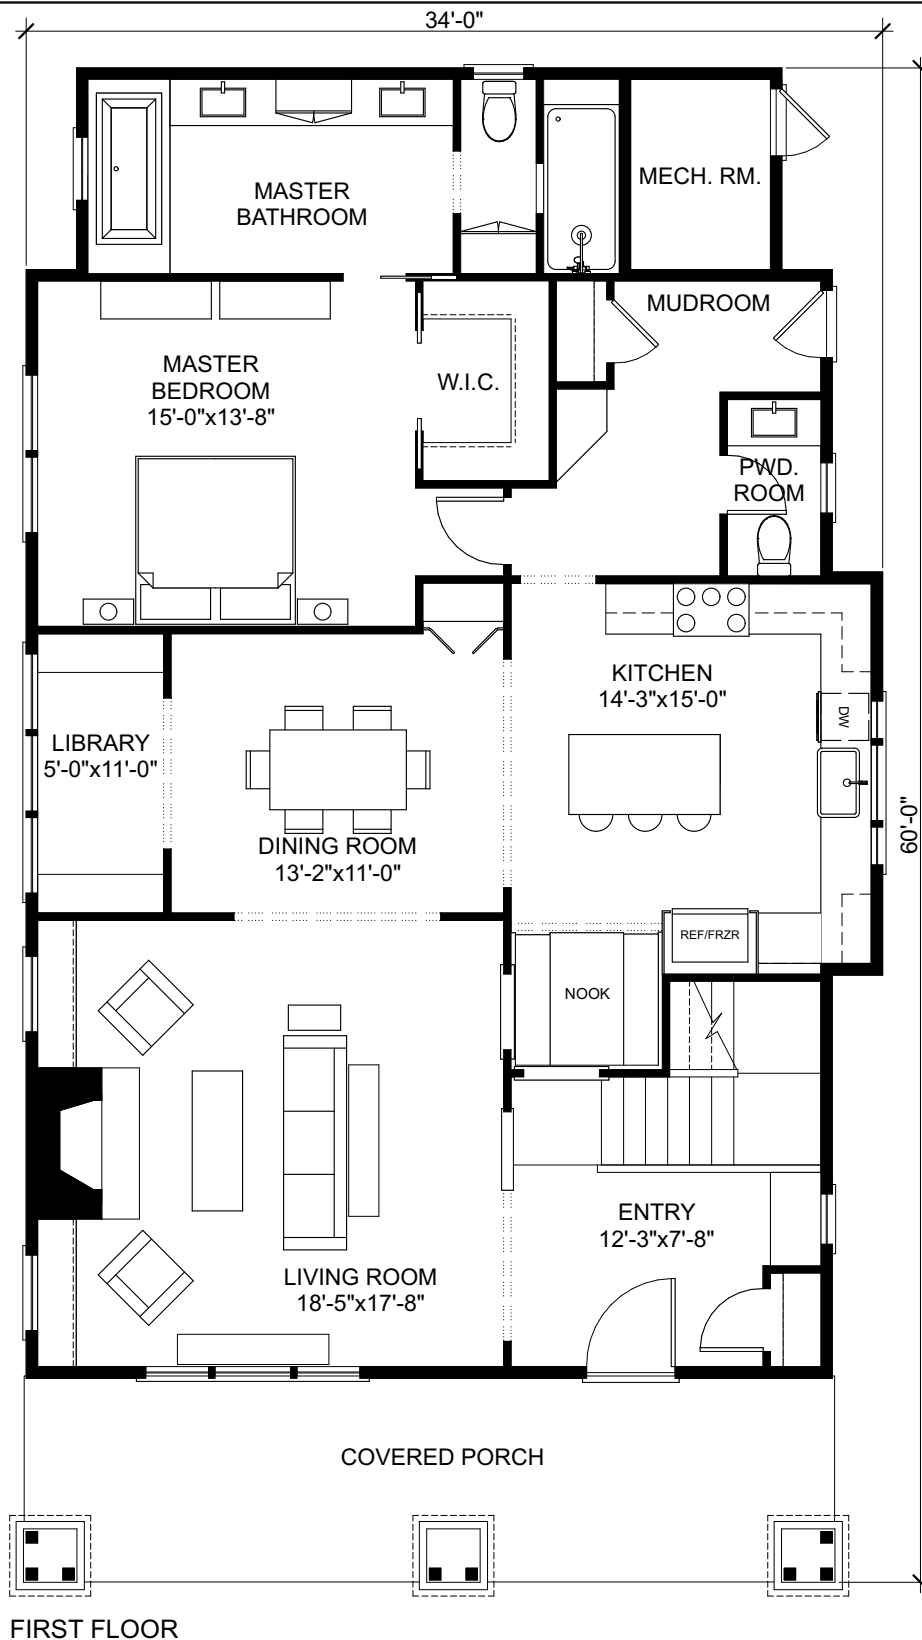 34'-0"
MASTER
BATHROOM
MECH. RM.
MUDROOM
MASTER
BEDROOM
15'-0"x13'-8"
W.I.C.
PWD.
ROOM
KITCHEN
14'-3"x15'-0"
DW
LIBRARY
5'-0"x11'-0"
60'-0"
DINING ROOM
13'-2"x11'-0"
REF/FRZR
NOOK
ENTRY
12'-3"x7'-8"
LIVING ROOM
18'-5"x17'-8"
COVERED PORCH
FIRST FLOOR